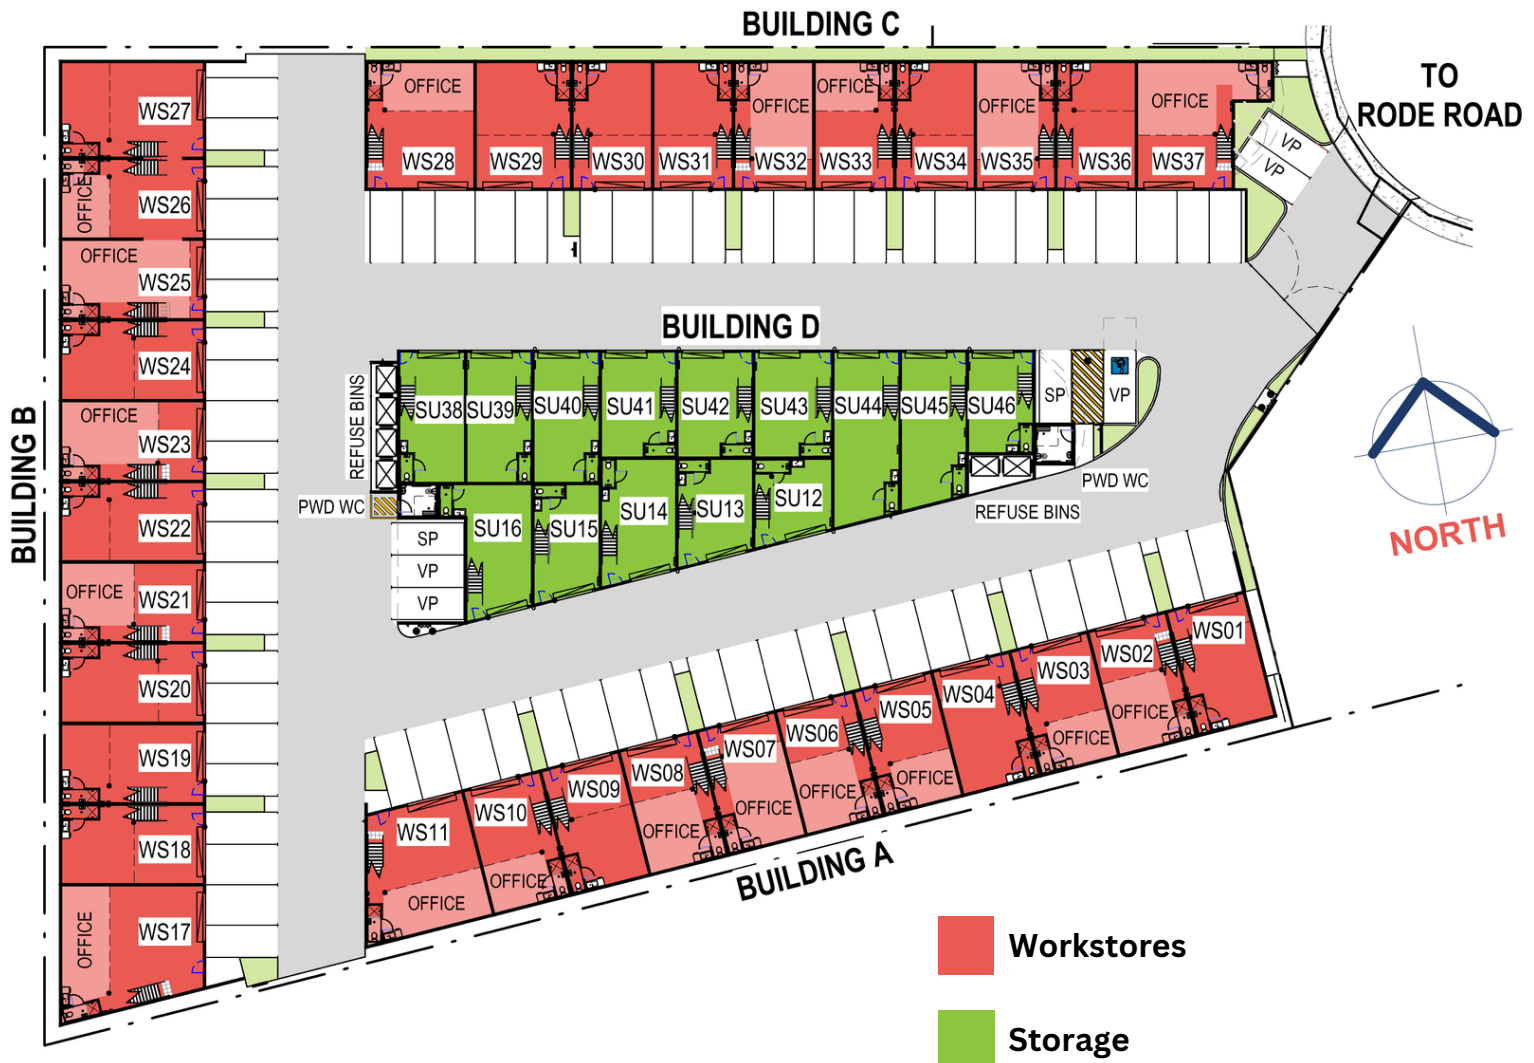 BUILDING C
TO
RODE ROAD
OFFICE
OFFICE
OFFICE
OFFICE
OFFICE
WS28
WS29
WS30
WS31
WS32
WS33
WS34
WS35
WS36
WS37
VP
VP
BUILDING B
WS27
OFFICE
WS26
OFFICE
WS25
WS24
OFFICE
WS23
WS22
OFFICE
WS21
WS20
WS19
WS18
OFFICE
WS17
BUILDING D
REFUSE BINS
SU38
SU39
SU40
SU41
SU42
SU43
SU44
SU45
SU46
SP
VP
PWD WC
REFUSE BINS
PWD WC
SU16
SU15
SU14
SU13
SU12
SP
VP
VP
NORTH
WS01
WS02
OFFICE
WS03
OFFICE
WS04
WS05
OFFICE
WS06
OFFICE
WS07
OFFICE
WS08
OFFICE
WS09
WS10
OFFICE
WS11
OFFICE
BUILDING A
Workstores
Storage